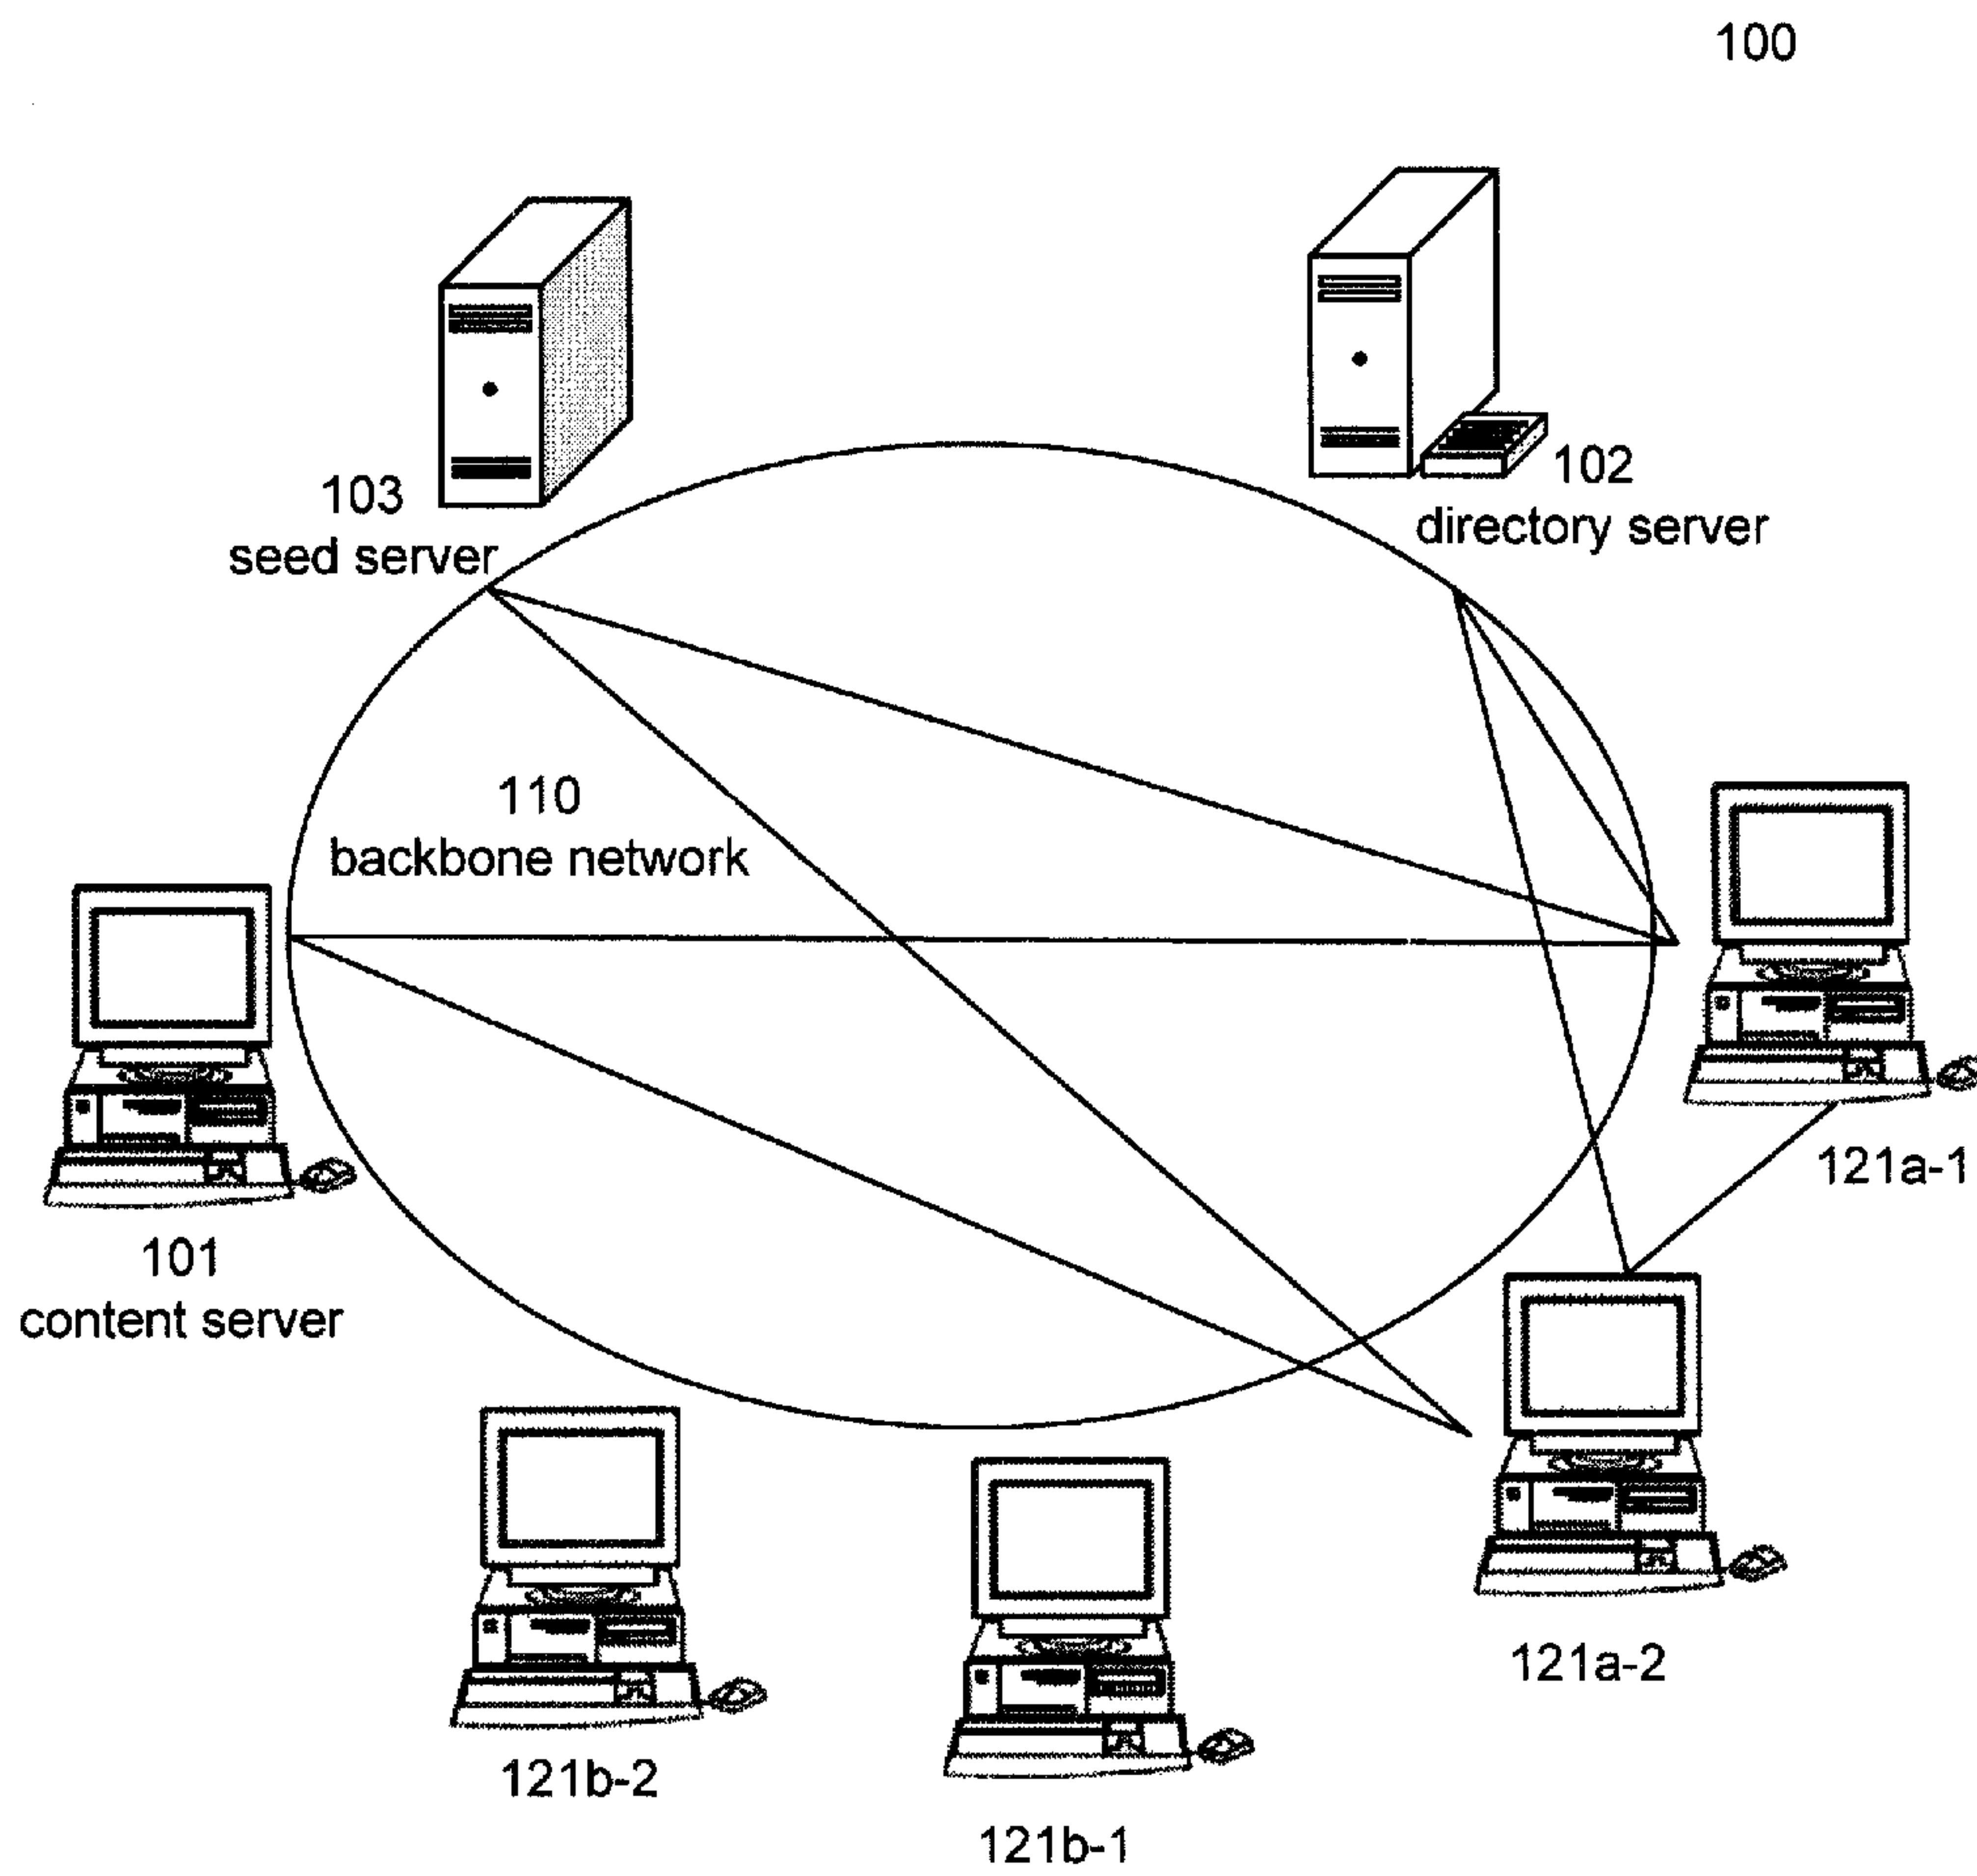 100
103
seed server
102
directory server
110
backbone network
101
content server
121a-1
121a-2
121b-2
121b-1